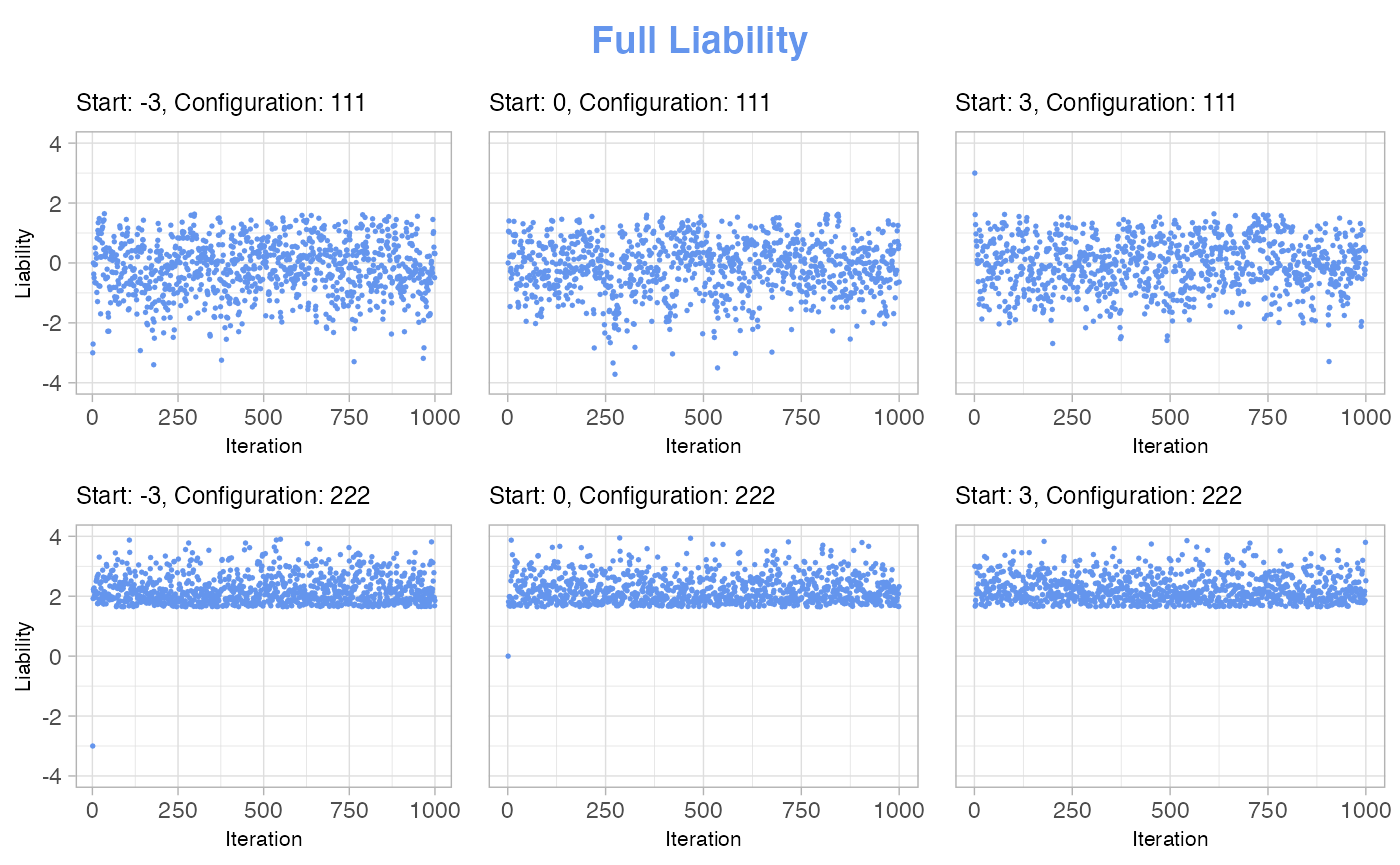 Full Liability
Start: -3, Configuration: 111
Start: 0, Configuration: 111
Start: 3, Configuration: 111
Liability
4
2
0
-2
-4
0 250 500 750 1000
0 250 500 750 1000
0 250 500 750 1000
Iteration
Iteration
Iteration
Start: -3, Configuration: 222
Start: 0, Configuration: 222
Start: 3, Configuration: 222
Liability
4
2
0
-2
-4
0 250 500 750 1000
0 250 500 750 1000
0 250 500 750 1000
Iteration
Iteration
Iteration